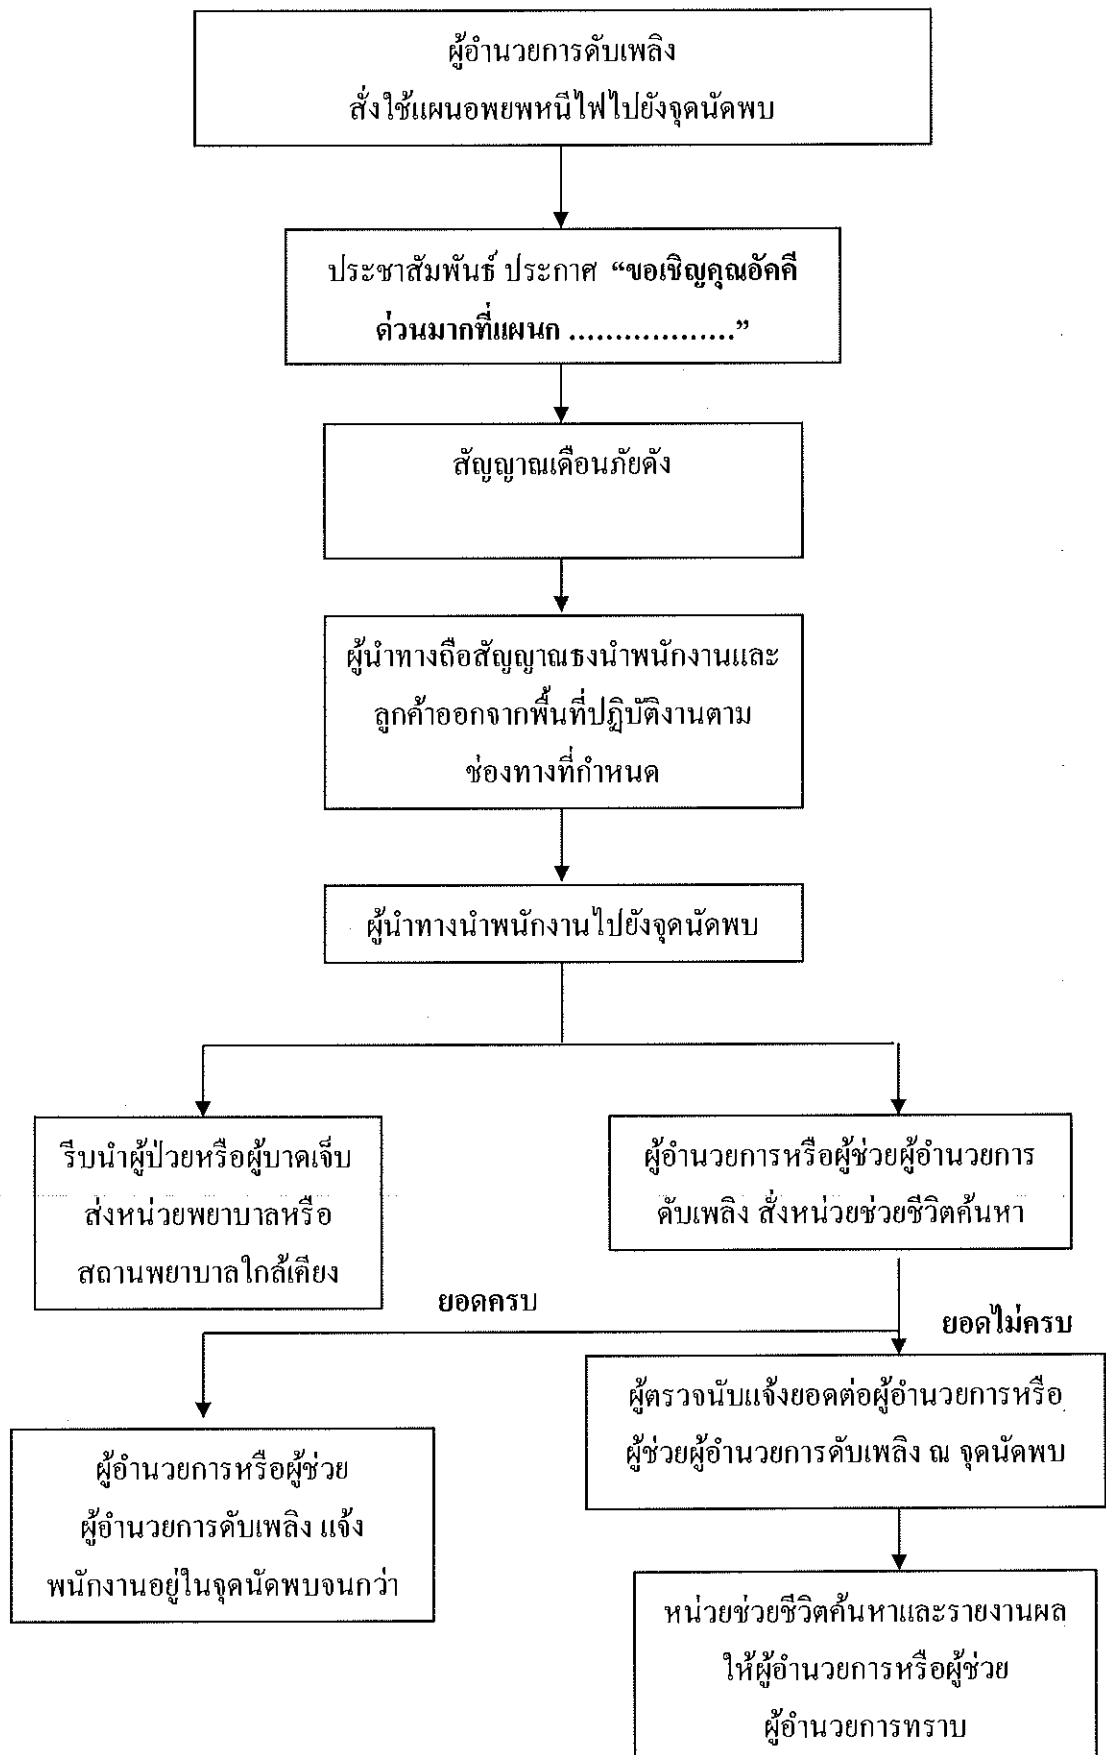 ผู้อำนวยการดับเพลิง
สั่งใช้แผนอพยพหนีไฟไปยังจุดนัดพบ
ประชาสัมพันธ์ ประกาศ “ขอเชิญคุณอัคคี
ด่วนมากที่แผนก ..................”
สัญญาณเตือนภัยดัง
ผู้นำทางถือสัญญาณธงนำพนักงานและ
ลูกค้าออกจากพื้นที่ปฏิบัติงานตาม
ช่องทางที่กำหนด
ผู้นำทางนำพนักงานไปยังจุดนัดพบ
รีบนำผู้ป่วยหรือผู้บาดเจ็บ
ส่งหน่วยพยาบาลหรือ
สถานพยาบาลใกล้เคียง
ผู้อำนวยการหรือผู้ช่วยผู้อำนวยการ
ดับเพลิง สั่งหน่วยช่วยชีวิตค้นหา
ยอดครบ
ยอดไม่ครบ
ผู้ตรวจนับแจ้งยอดต่อผู้อำนวยการหรือ
ผู้ช่วยผู้อำนวยการดับเพลิง ณ จุดนัดพบ
ผู้อำนวยการหรือผู้ช่วย
ผู้อำนวยการดับเพลิง แจ้ง
พนักงานอยู่ในจุดนัดพบจนกว่า
หน่วยช่วยชีวิตค้นหาและรายงานผล
ให้ผู้อำนวยการหรือผู้ช่วย
ผู้อำนวยการทราบ